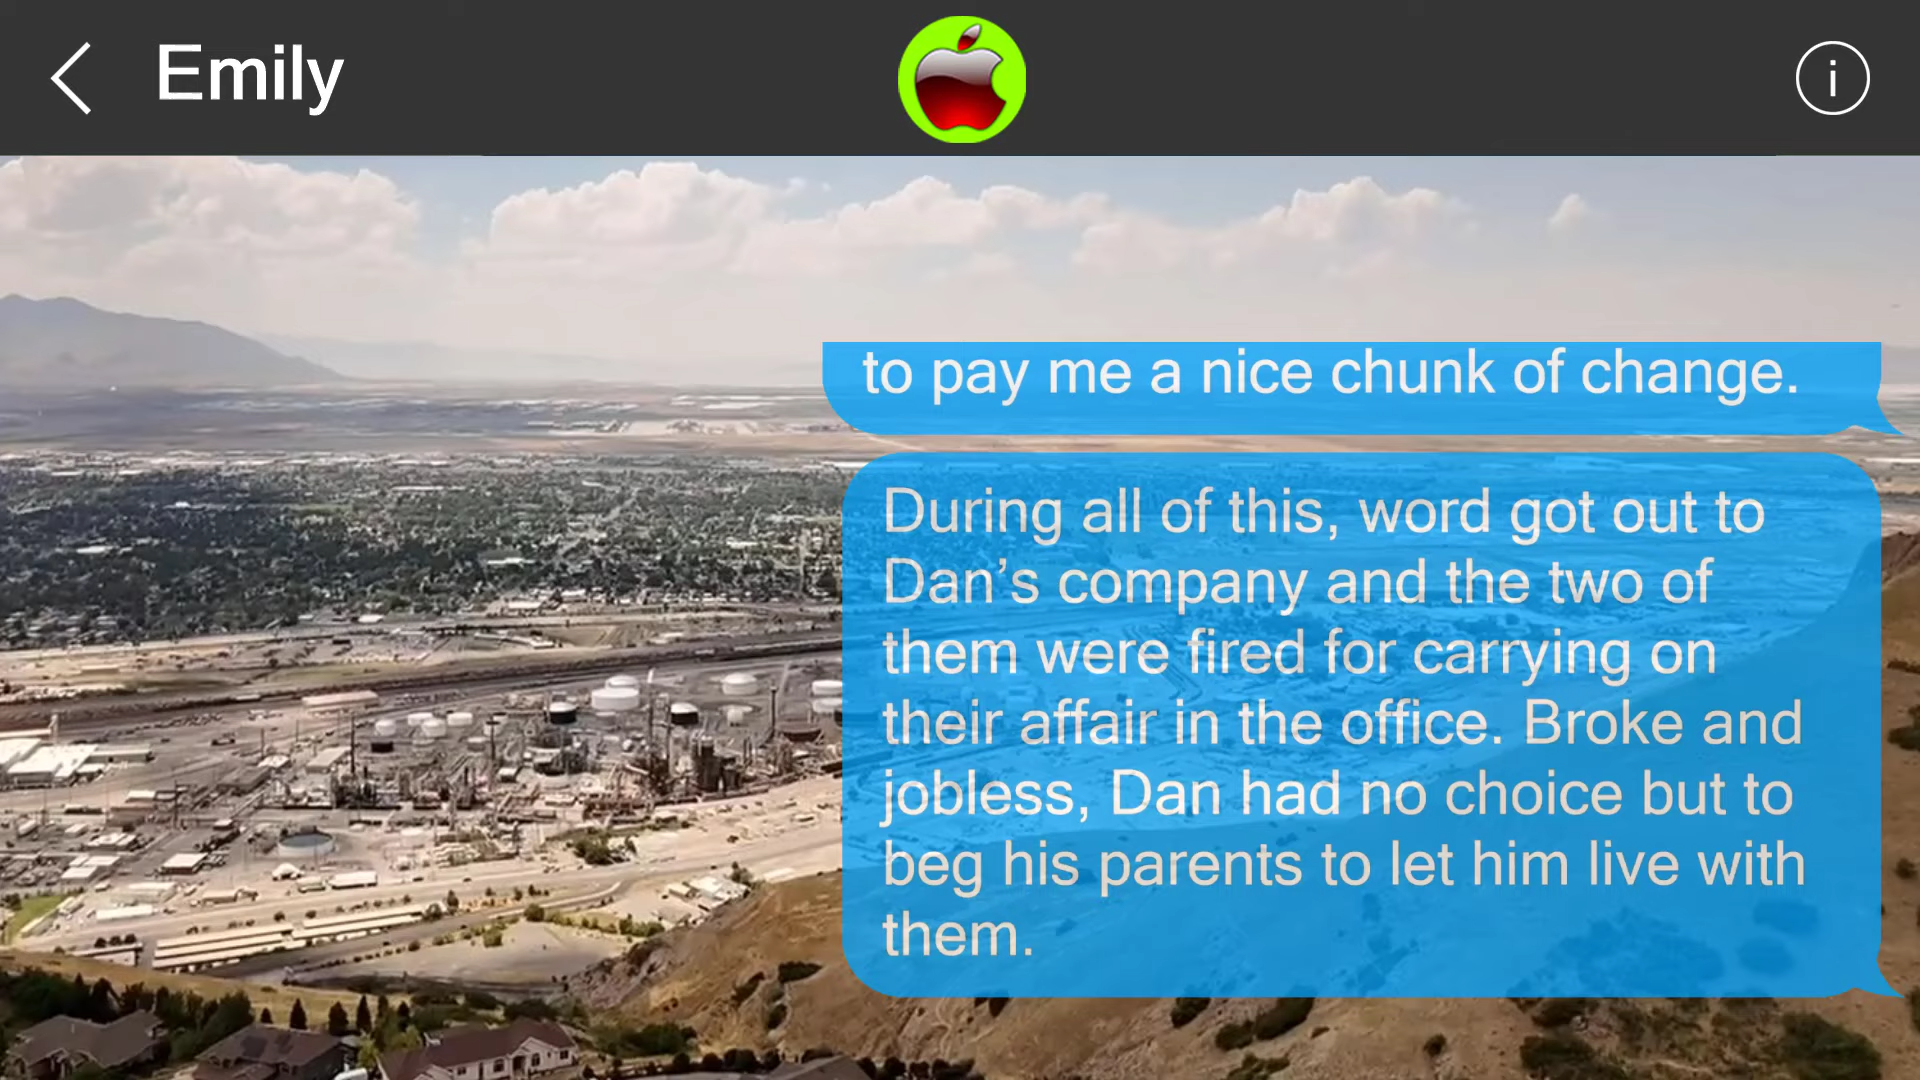 Emily
i
to pay me a nice chunk of change.
During all of this, word got out to
Dan’s company and the two of
them were fired for carrying on
their affair in the office. Broke and
jobless, Dan had no choice but to
beg his parents to let him live with
them.